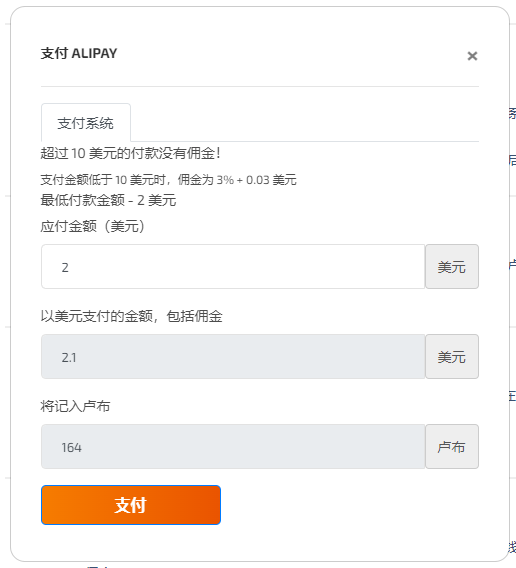 支付 ALIPAY
×
支付系统
超过 10 美元的付款没有佣金！
支付金额低于 10 美元时，佣金为 3% + 0.03 美元
最低付款金额 - 2 美元
应付金额（美元）
2 美元
以美元支付的金额，包括佣金
2.1 美元
将记入卢布
164 卢布
支付